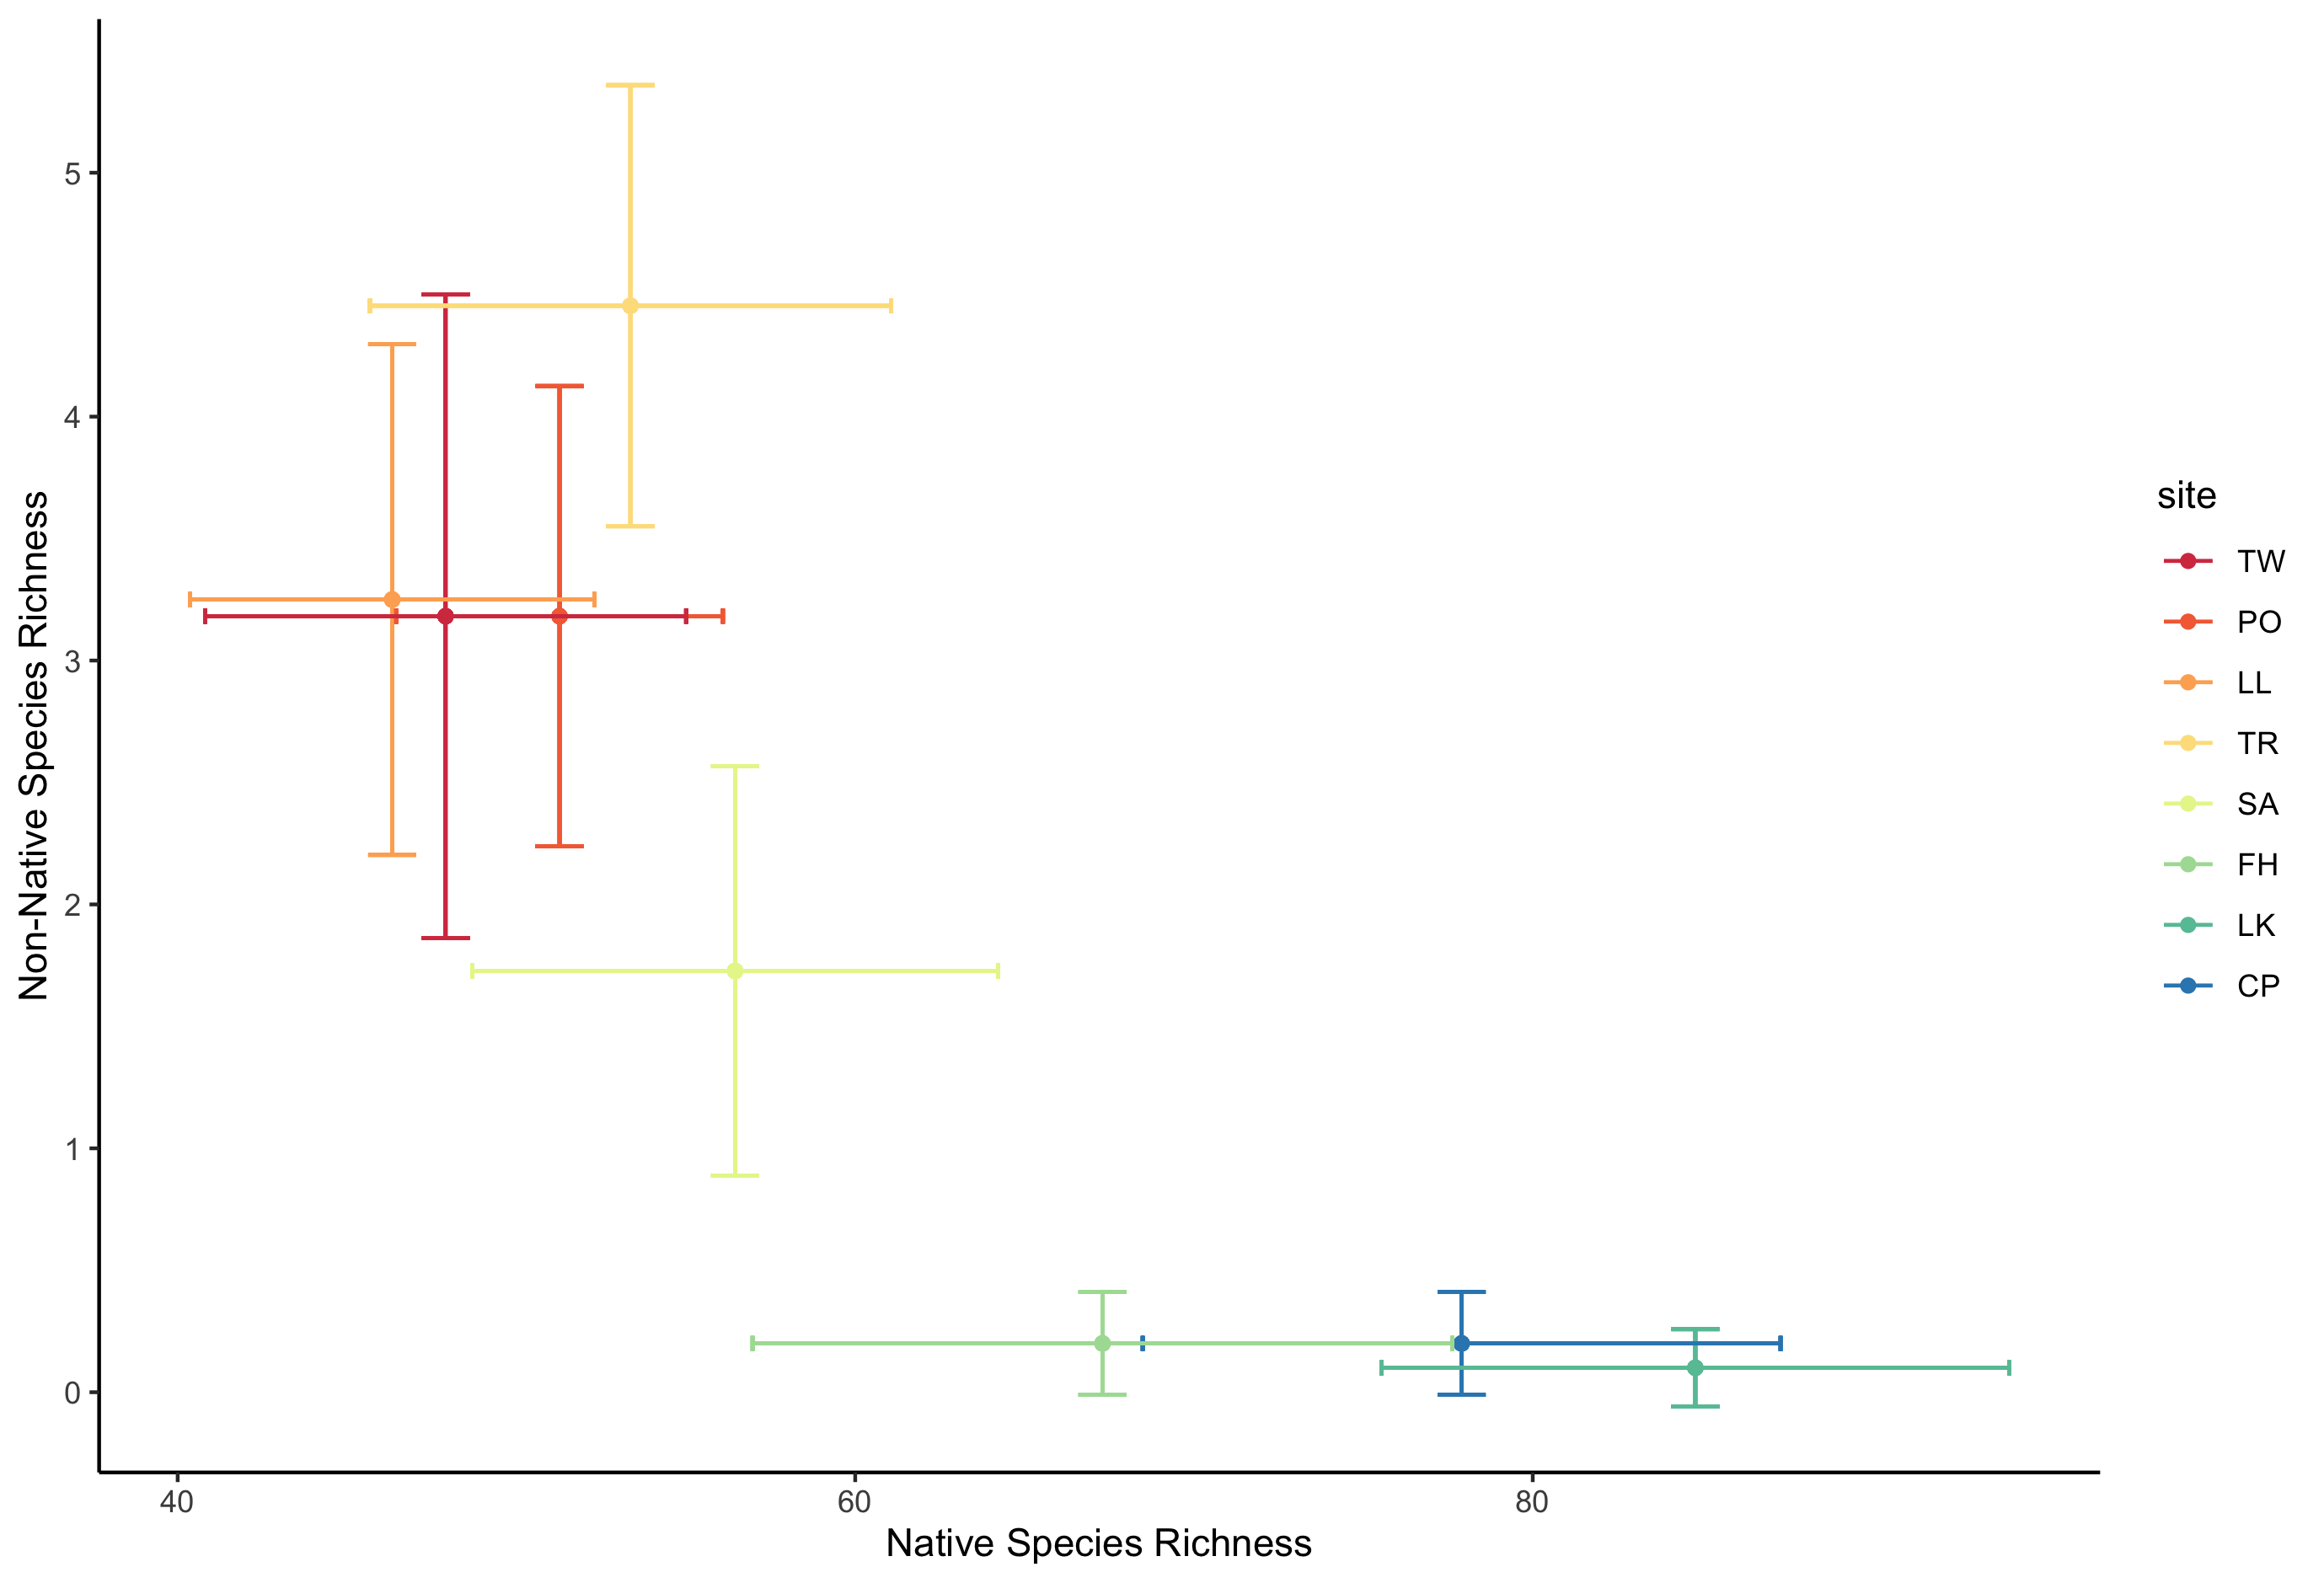 Non-Native Species Richness
5
4
3
2
1
0
40
60
80
Native Species Richness
site
TW
PO
LL
TR
SA
FH
LK
CP